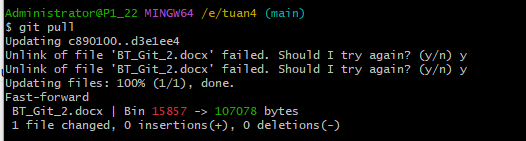 Administrator@P1_22 MINGW64 /e/tuan4 (main)
$ git pull
Updating c890100..d3e1ee4
Unlink of file 'BT_Git_2.docx' failed. Should I try again? (y/n) y
Unlink of file 'BT_Git_2.docx' failed. Should I try again? (y/n) y
Updating files: 100% (1/1), done.
Fast-forward
 BT_Git_2.docx | Bin 15857 -> 107078 bytes
 1 file changed, 0 insertions(+), 0 deletions(-)